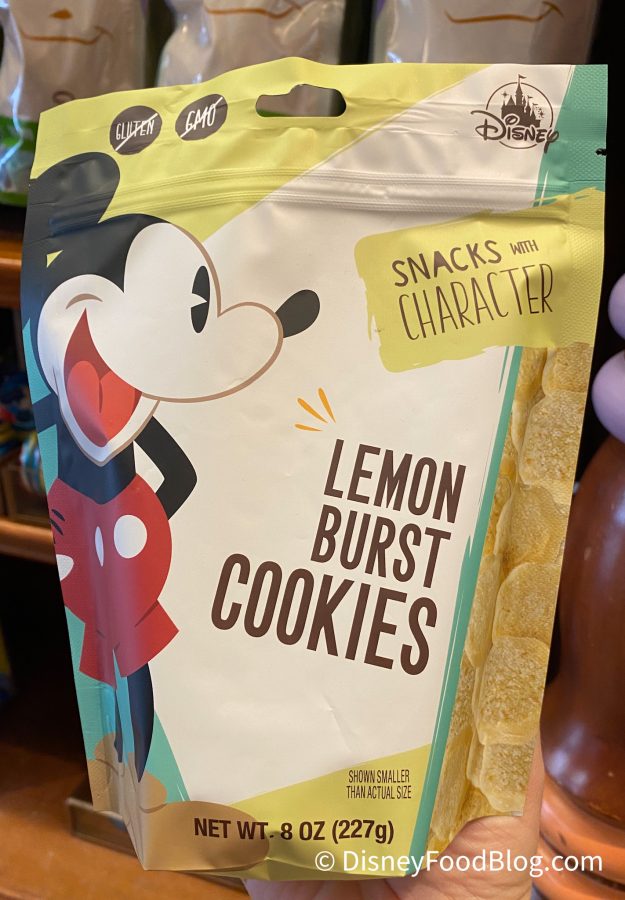 GLUTEN
GMO
Disney
SNACKS WITH
CHARACTER
LEMON
BURST
COOKIES
SHOWN SMALLER
THAN ACTUAL SIZE
NET WT. 8 OZ (227g)
© DisneyFoodBlog.com